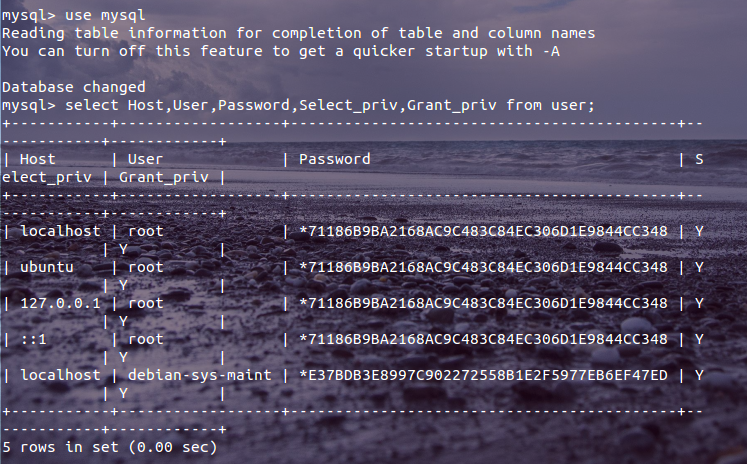 mysql> use mysql
Reading table information for completion of table and column names
You can turn off this feature to get a quicker startup with -A

Database changed
mysql> select Host,User,Password,Select_priv,Grant_priv from user;
+-----------+------------------+-------------------------------------------+--
-----------+------------+
| Host      | User             | Password                                  | S
elect_priv | Grant_priv |
+-----------+------------------+-------------------------------------------+--
-----------+------------+
| localhost | root             | *71186B9BA2168AC9C483C84EC306D1E9844CC348 | Y
           | Y          |
| ubuntu    | root             | *71186B9BA2168AC9C483C84EC306D1E9844CC348 | Y
           | Y          |
| 127.0.0.1 | root             | *71186B9BA2168AC9C483C84EC306D1E9844CC348 | Y
           | Y          |
| ::1       | root             | *71186B9BA2168AC9C483C84EC306D1E9844CC348 | Y
           | Y          |
| localhost | debian-sys-maint | *E37BDB3E8997C902272558B1E2F5977EB6EF47ED | Y
           | Y          |
+-----------+------------------+-------------------------------------------+--
-----------+------------+
5 rows in set (0.00 sec)